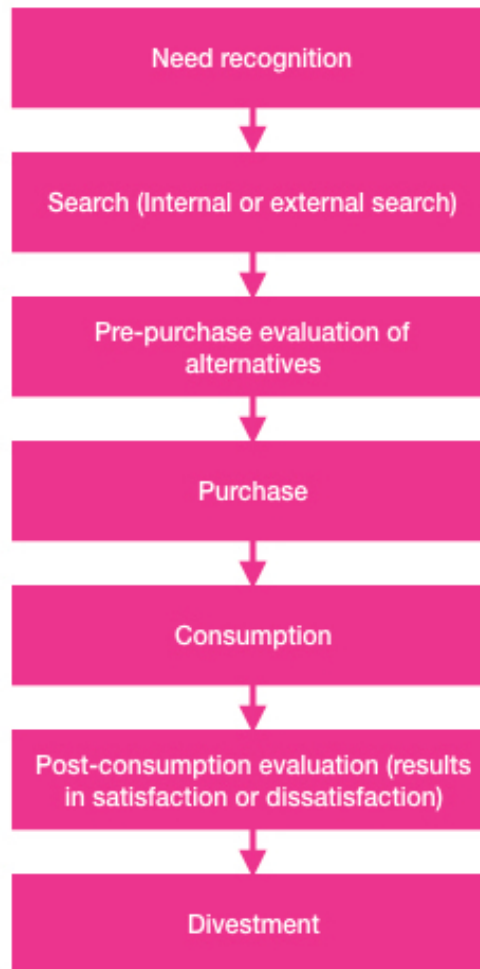 Need recognition
Search (Internal or external search)
Pre-purchase evaluation of
alternatives
Purchase
Consumption
Post-consumption evaluation (results
in satisfaction or dissatisfaction)
Divestment